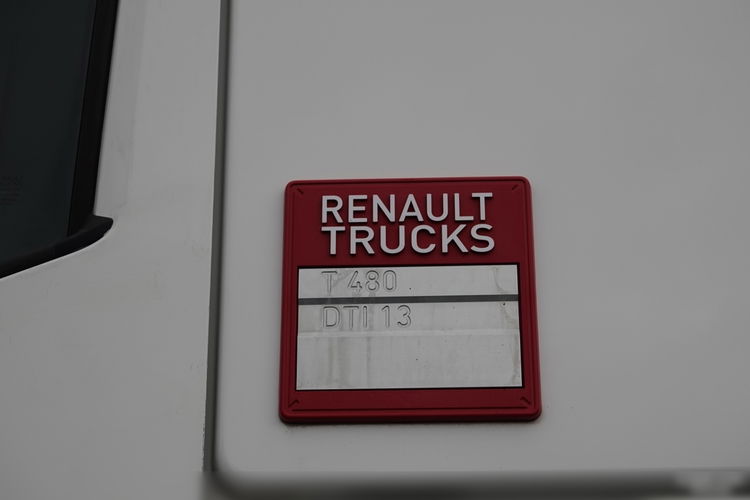 RENAULT
TRUCKS
T 480
DTI 13